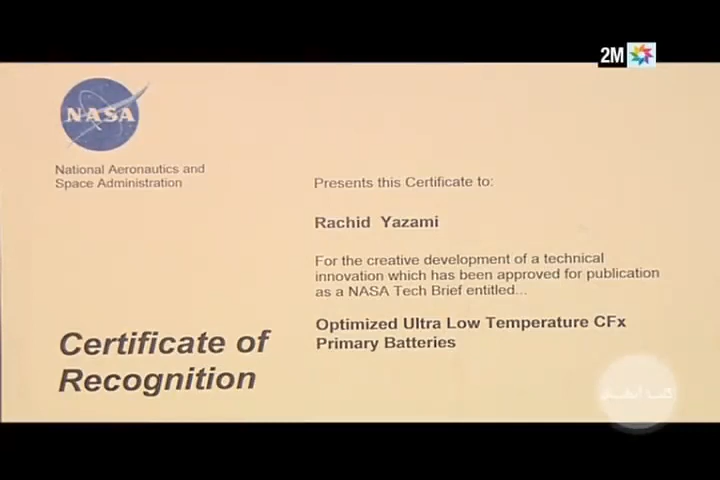 2M
NASA
National Aeronautics and
Space Administration
Presents this Certificate to:
Rachid Yazami
For the creative development of a technical
innovation which has been approved for publication
as a NASA Tech Brief entitled...
Optimized Ultra Low Temperature CFx
Primary Batteries
Certificate of
Recognition